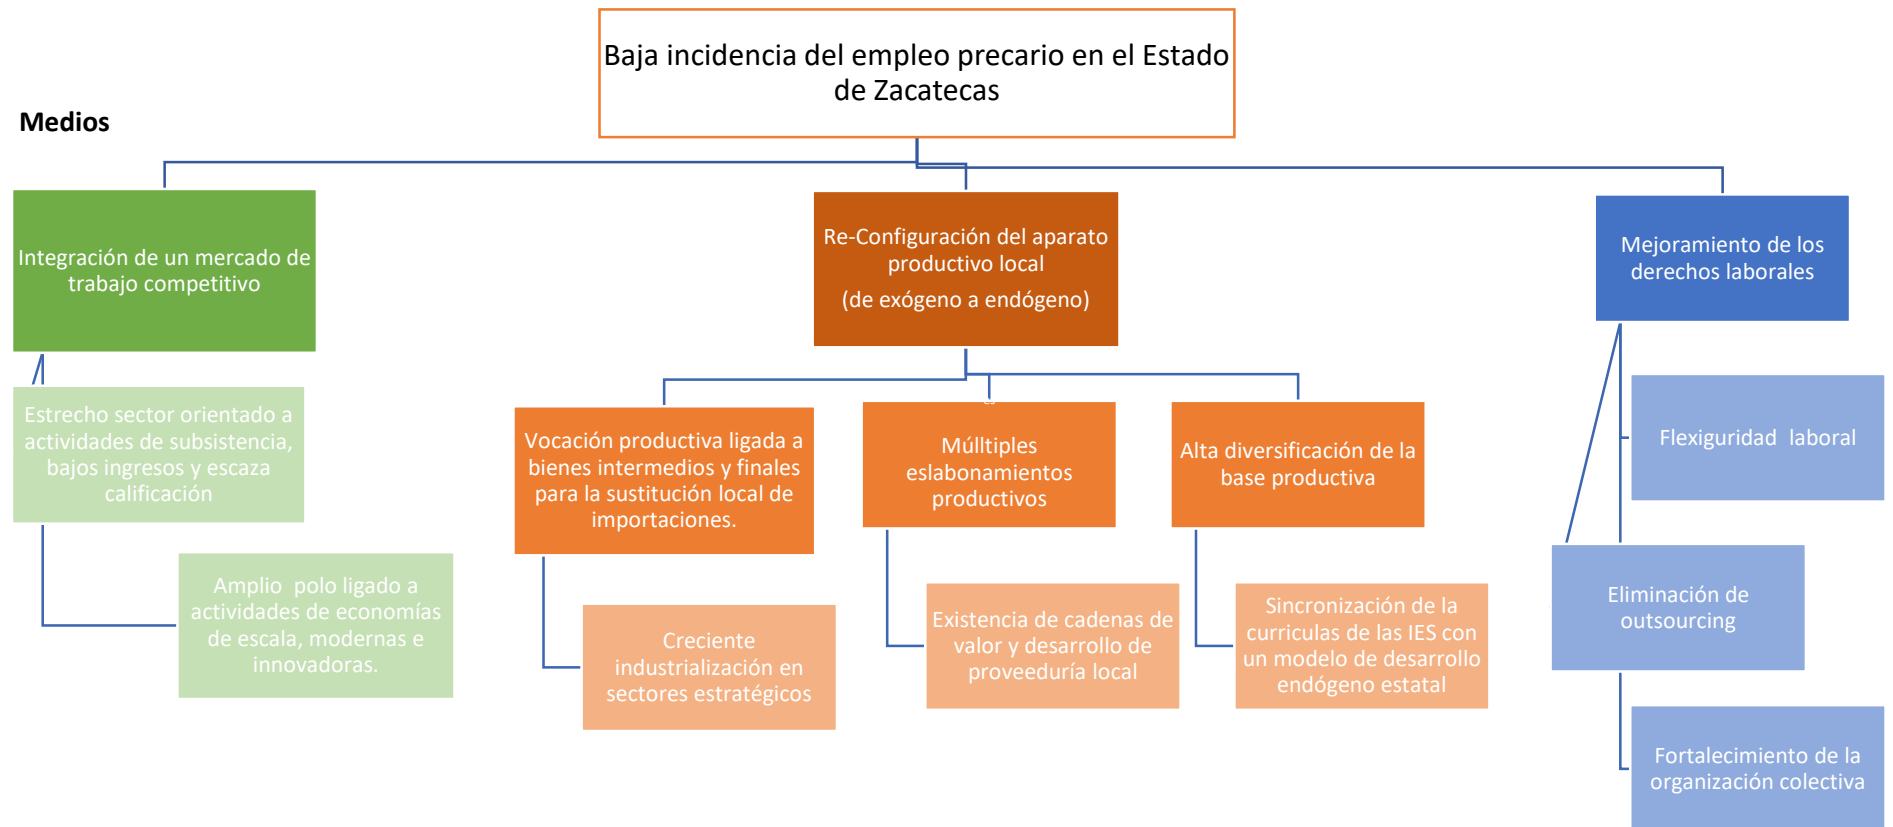 Baja incidencia del empleo precario en el Estado
de Zacatecas
Medios
Integración de un mercado de
trabajo competitivo
Re-Configuración del aparato
productivo local
(de exógeno a endógeno)
Mejoramiento de los
derechos laborales
Estrecho sector orientado a
actividades de subsistencia,
bajos ingresos y escaza
calificación
Amplio polo ligado a
actividades de economías
de escala, modernas e
innovadoras.
Vocación productiva ligada a
bienes intermedios y finales
para la sustitución local de
importaciones.
Creciente
industrialización en
sectores estratégicos
Múlltiples
eslabonamientos
productivos
Existencia de cadenas de
valor y desarrollo de
proveeduría local
Alta diversificación de la
base productiva
Sincronización de la
curriculas de las IES con
un modelo de desarrollo
endógeno estatal
Flexiguridad laboral
Eliminación de
outsourcing
Fortalecimiento de la
organización colectiva